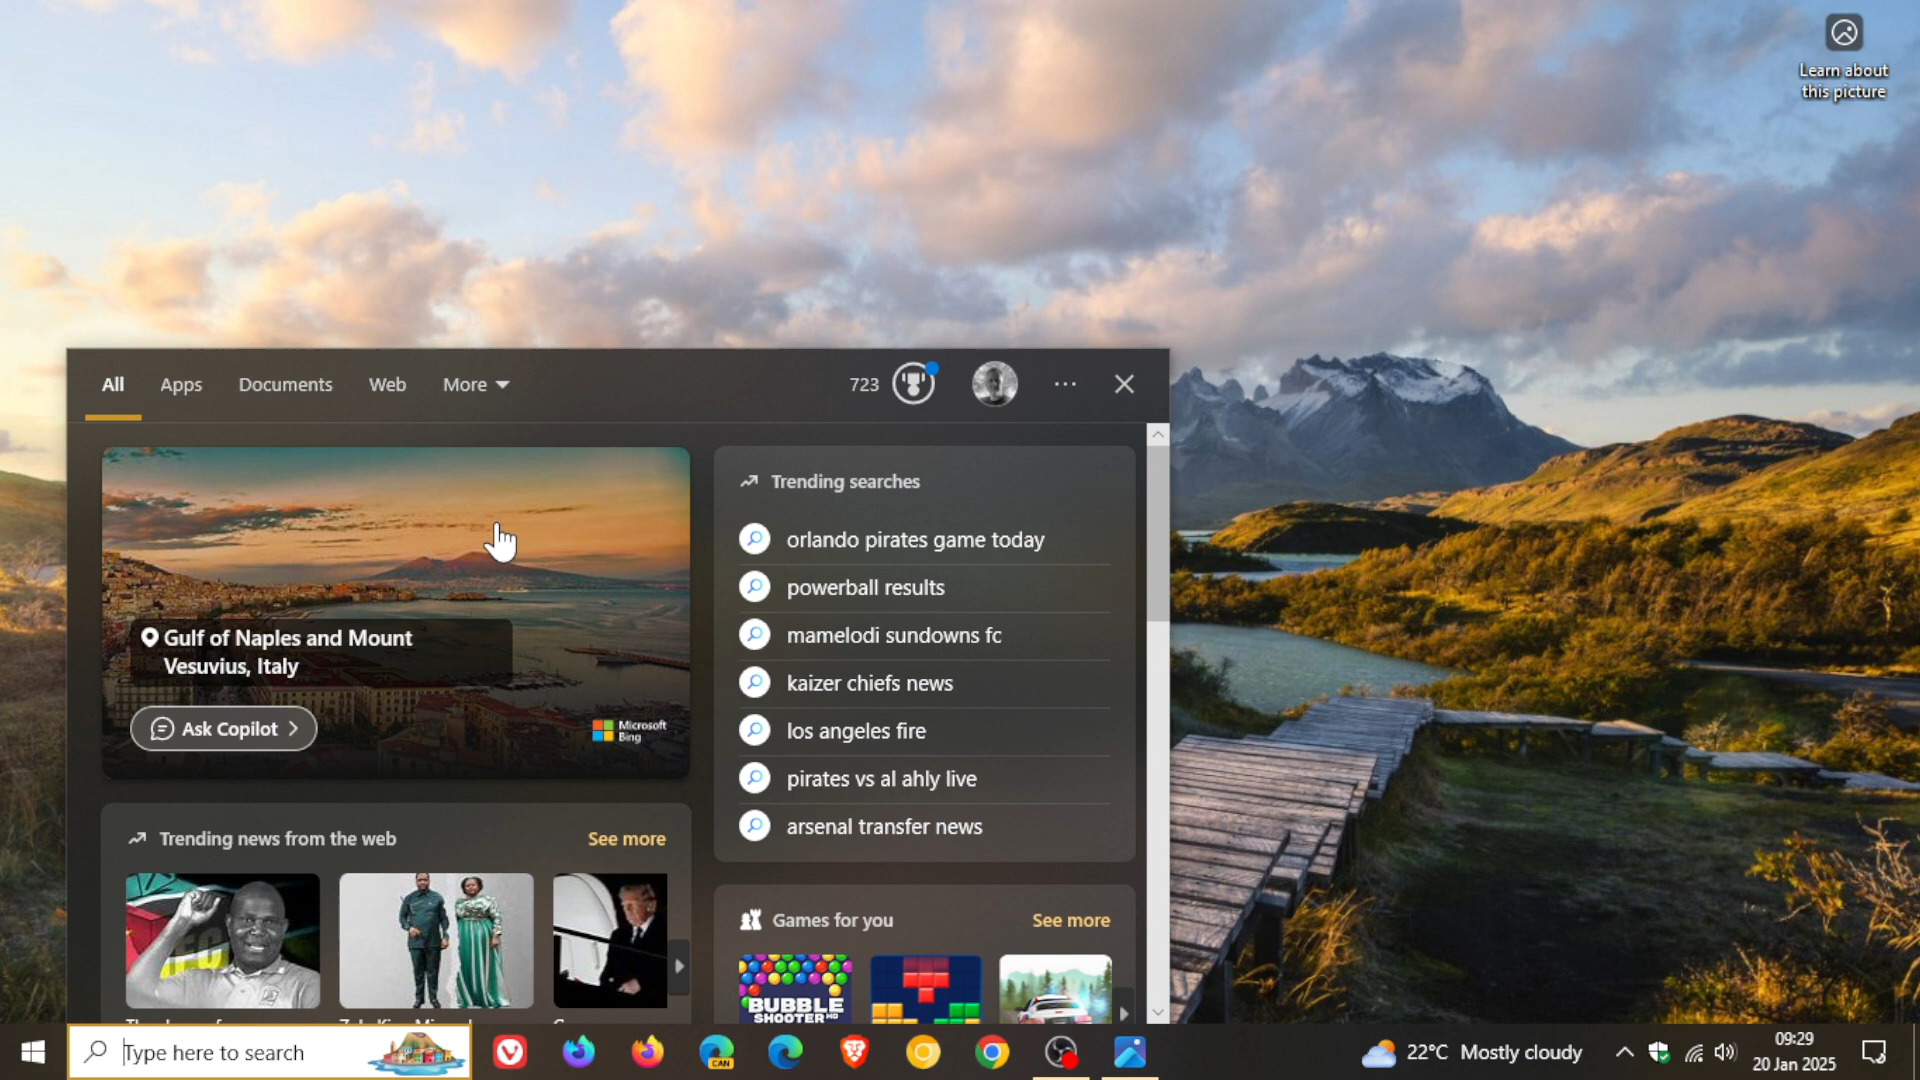 Learn about
this picture
All
Apps
Documents
Web
More
723
Gulf of Naples and Mount
Vesuvius, Italy
Ask Copilot
Microsoft
Bing
Trending searches
orlando pirates game today
powerball results
mamelodi sundowns fc
kaizer chiefs news
los angeles fire
pirates vs al ahly live
arsenal transfer news
Trending news from the web
See more
Games for you
See more
BUBBLE
SHOOTER HD
Type here to search
CAN
22°C Mostly cloudy
09:29
20 Jan 2025